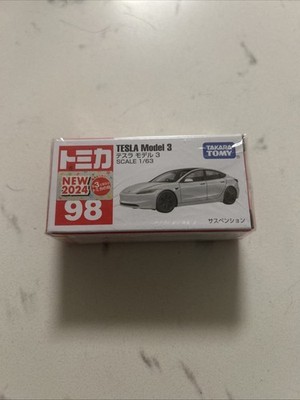 トミカ
TESLA Model 3
テスラ モデル 3
SCALE 1/63
TAKARA
TOMY
NEW
2024
98
サスペンション